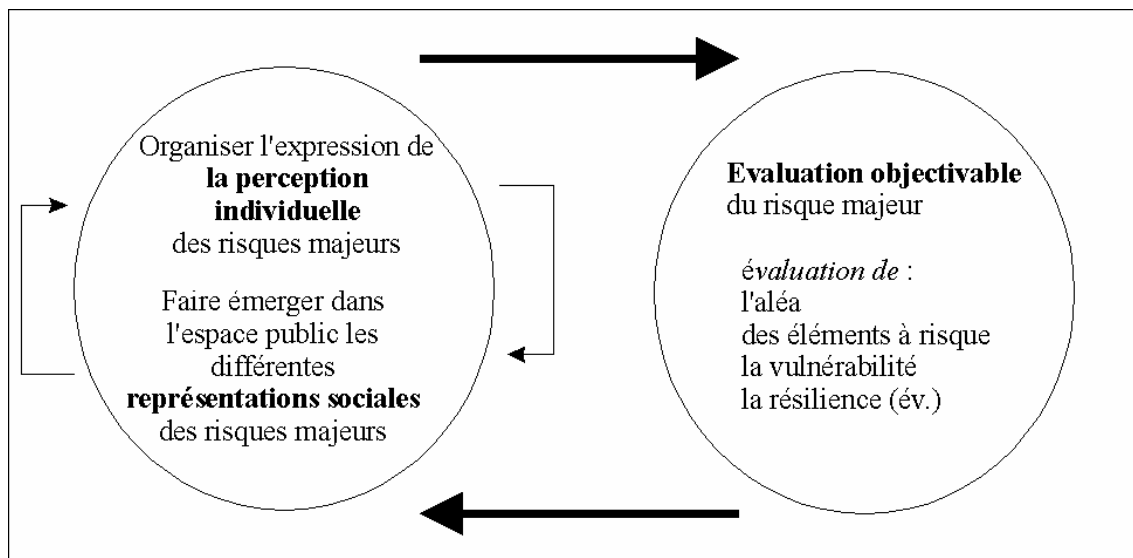 Organiser l'expression de
la perception
individuelle
des risques majeurs
Faire émerger dans
l'espace public les
différentes
représentations sociales
des risques majeurs
Evaluation objectivable
du risque majeur
évaluation de :
l'aléa
des éléments à risque
la vulnérabilité
la résilience (év.)